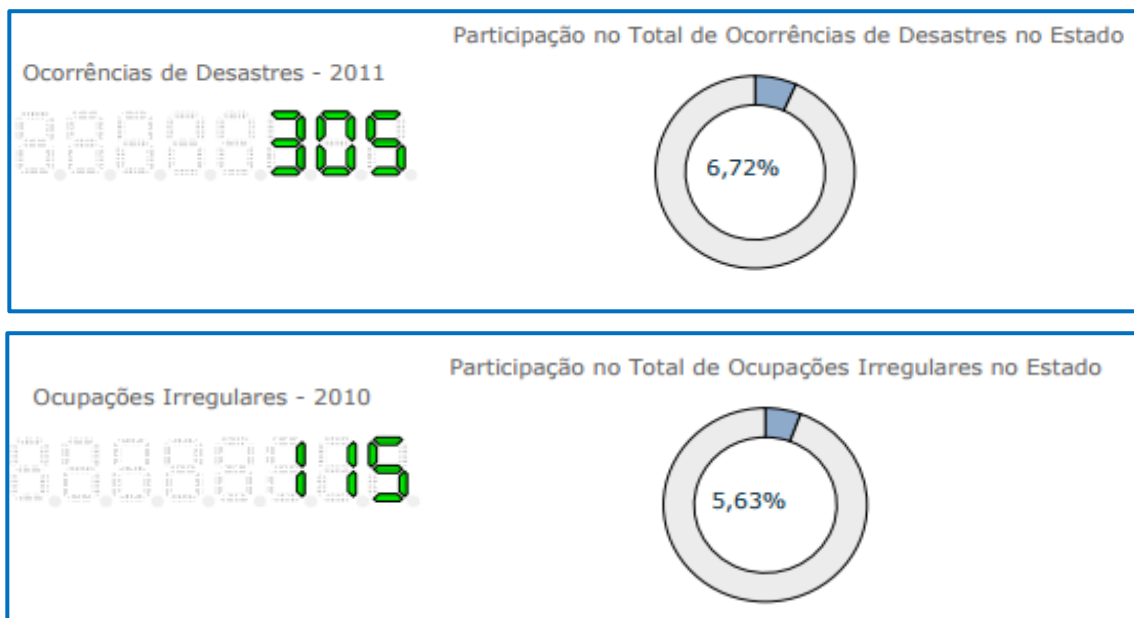 Participação no Total de Ocorrências de Desastres no Estado
Ocorrências de Desastres - 2011
305
6,72%
Participação no Total de Ocupações Irregulares no Estado
Ocupações Irregulares - 2010
115
5,63%